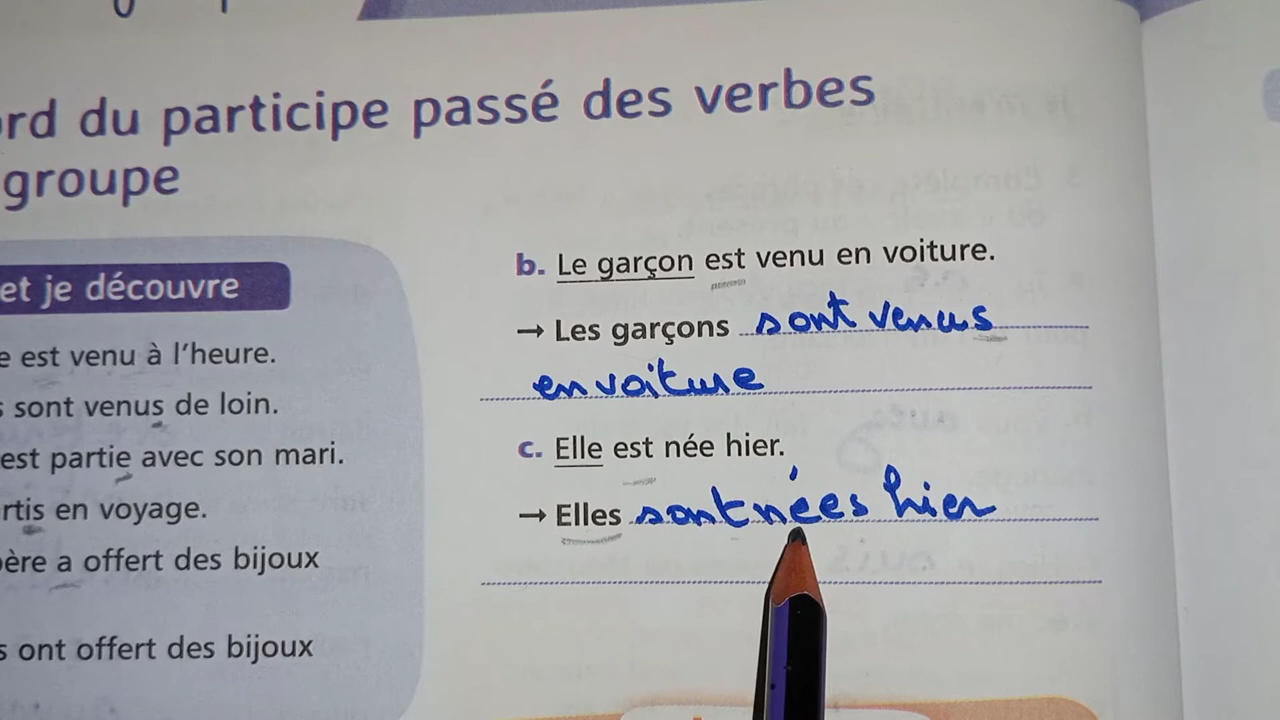 ord du participe passé des verbes
groupe
et je découvre
e est venu à l'heure.
s sont venus de loin.
est partie avec son mari.
rtis en voyage.
ère a offert des bijoux
s ont offert des bijoux
b. Le garçon est venu en voiture.
→ Les garçons sont venus
en voiture
c. Elle est née hier.
→ Elles sont nées hier